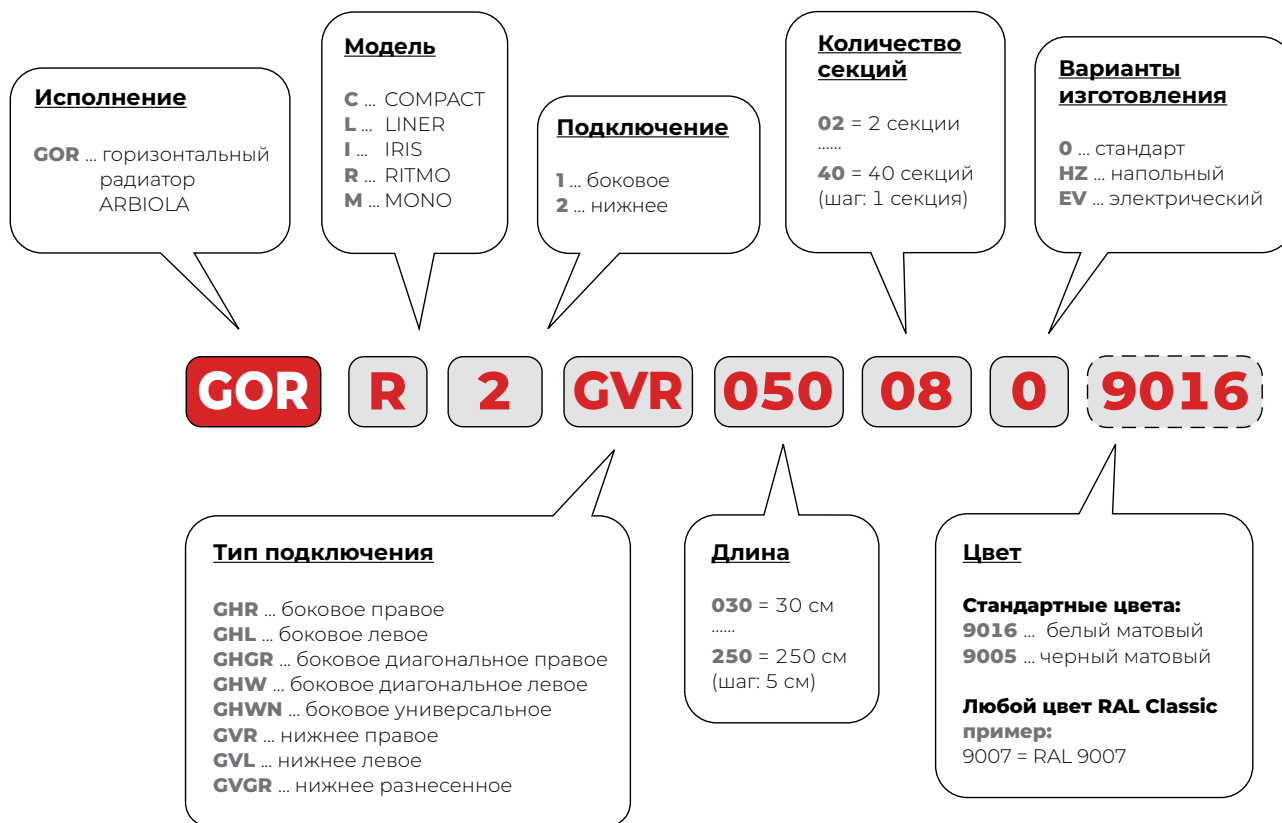 Исполнение
GOR ... горизонтальный
радиатор
ARBIOLA
Модель
C ... COMPACT
L ... LINER
I ... IRIS
R ... RITMO
M ... MONO
Подключение
1 ... боковое
2 ... нижнее
Количество
секций
02 = 2 секции
......
40 = 40 секций
(шаг: 1 секция)
Варианты
изготовления
0 ... стандарт
HZ ... напольный
EV ... электрический
GOR R 2 GVR 050 08 0 9016
Тип подключения
GHR ... боковое правое
GHL ... боковое левое
GHGR ... боковое диагональное правое
GHW ... боковое диагональное левое
GHWN ... боковое универсальное
GVR ... нижнее правое
GVL ... нижнее левое
GVGR ... нижнее разнесенное
Длина
030 = 30 см
......
250 = 250 см
(шаг: 5 см)
Цвет
Стандартные цвета:
9016 ... белый матовый
9005 ... черный матовый
Любой цвет RAL Classic
пример:
9007 = RAL 9007